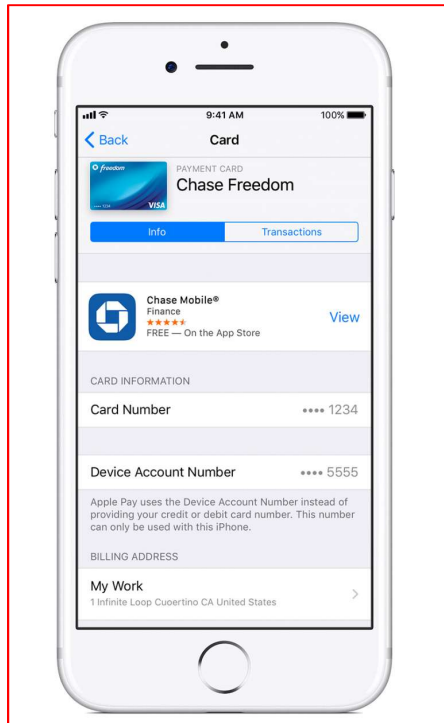 9:41 AM 100%
Back Card
freedom
PAYMENT CARD
Chase Freedom
•••• 1234 VISA
Info Transactions
Chase Mobile®
Finance
FREE — On the App Store
View
CARD INFORMATION
Card Number •••• 1234
Device Account Number •••• 5555
Apple Pay uses the Device Account Number instead of
providing your credit or debit card number. This number
can only be used with this iPhone.
BILLING ADDRESS
My Work
1 Infinite Loop Cuoertino CA United States